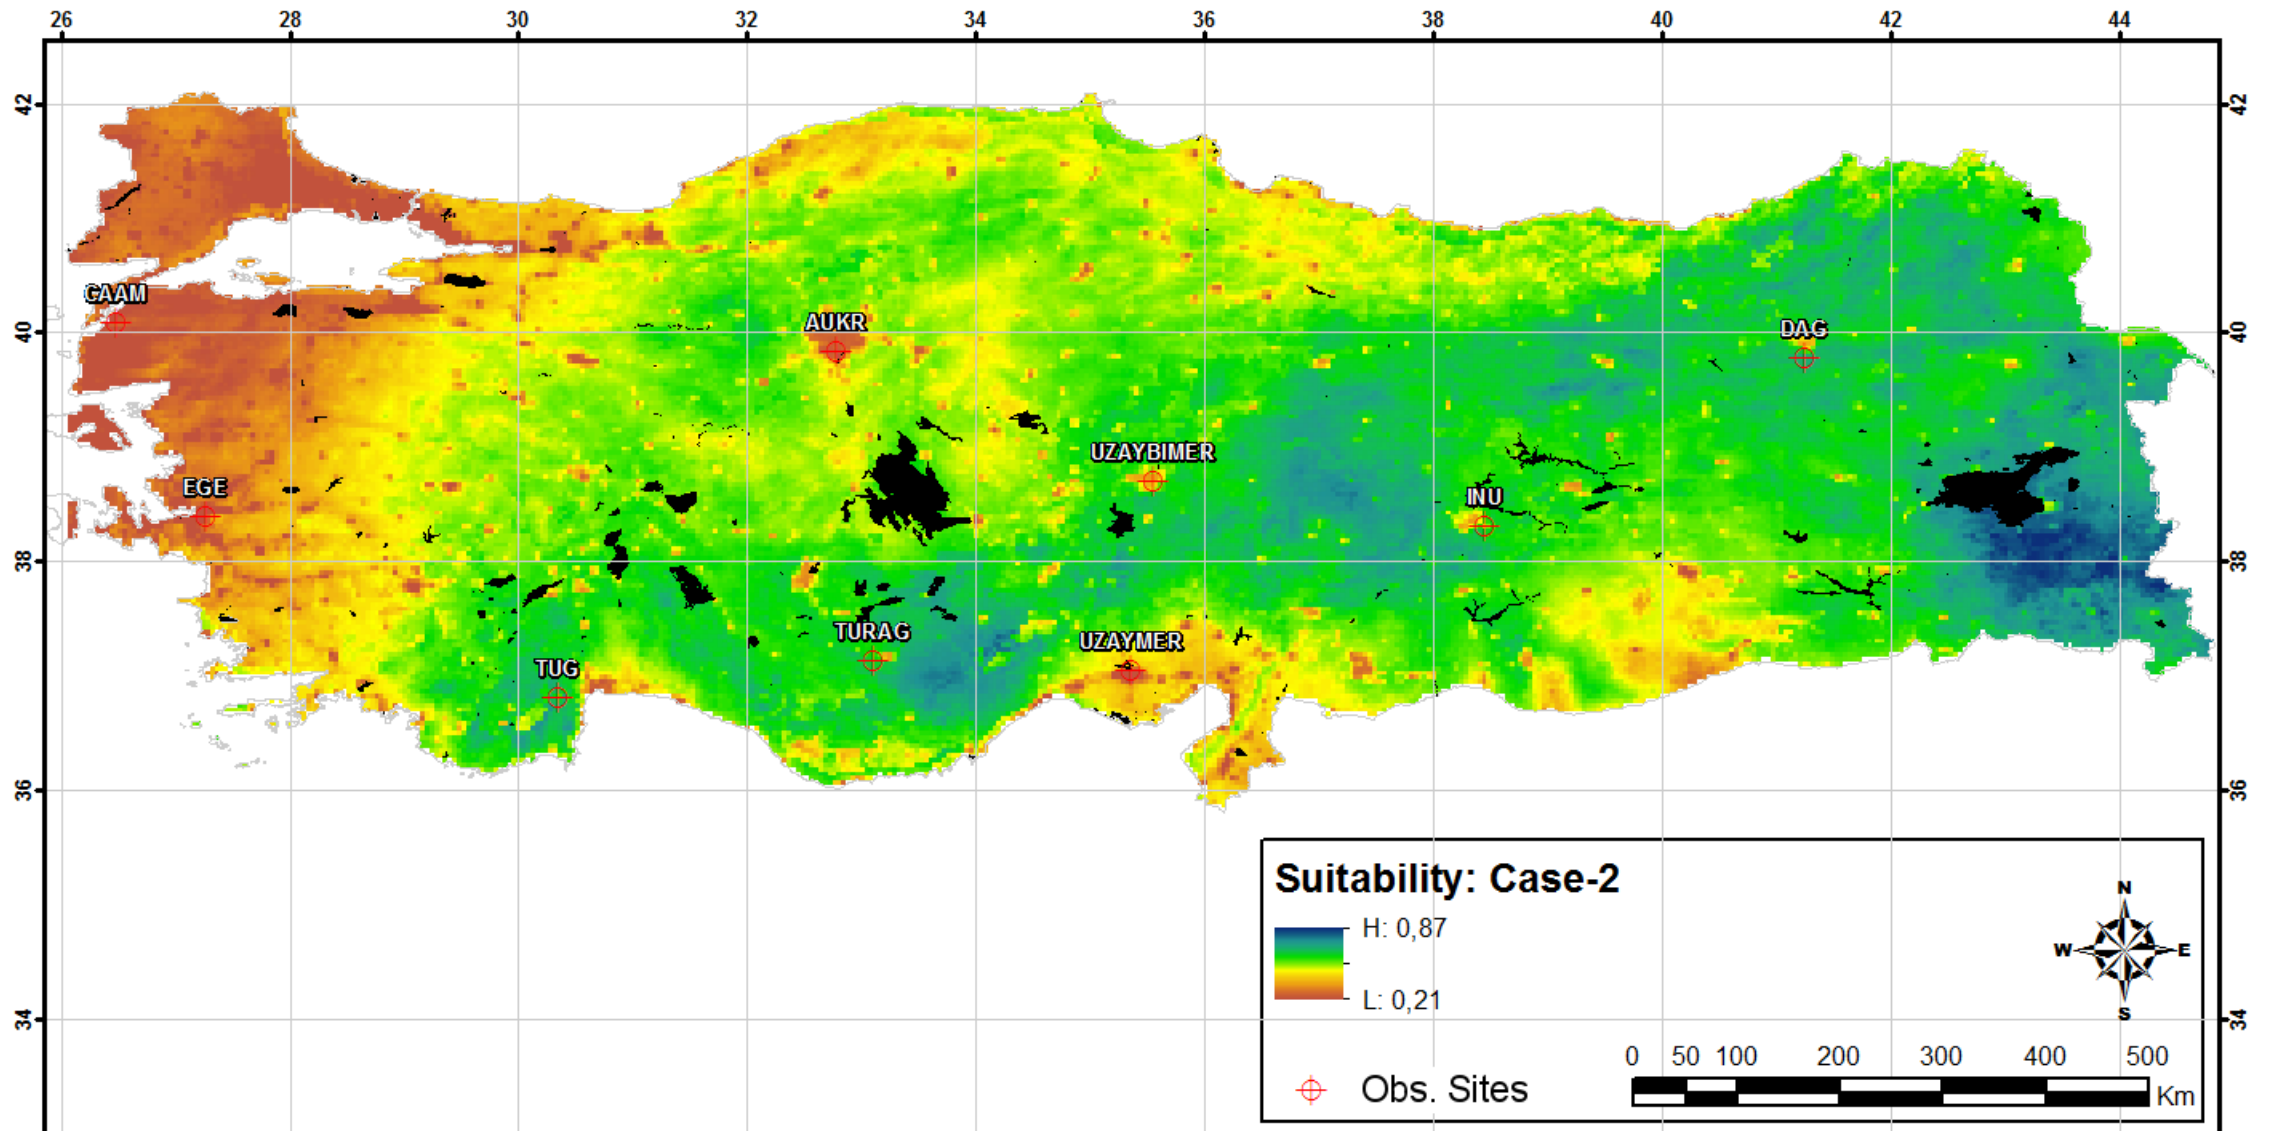 26 28 30 32 34 36 38 40 42 44
42 42
ÇAAM
AUKR
DAG
40 40
UZAYBIMER
EGE
INU
38 38
TURAG
UZAYMER
TUG
36 36
Suitability: Case-2
H: 0,87
L: 0,21
N
W E
S
34 34
0 50 100 200 300 400 500
Km
Obs. Sites